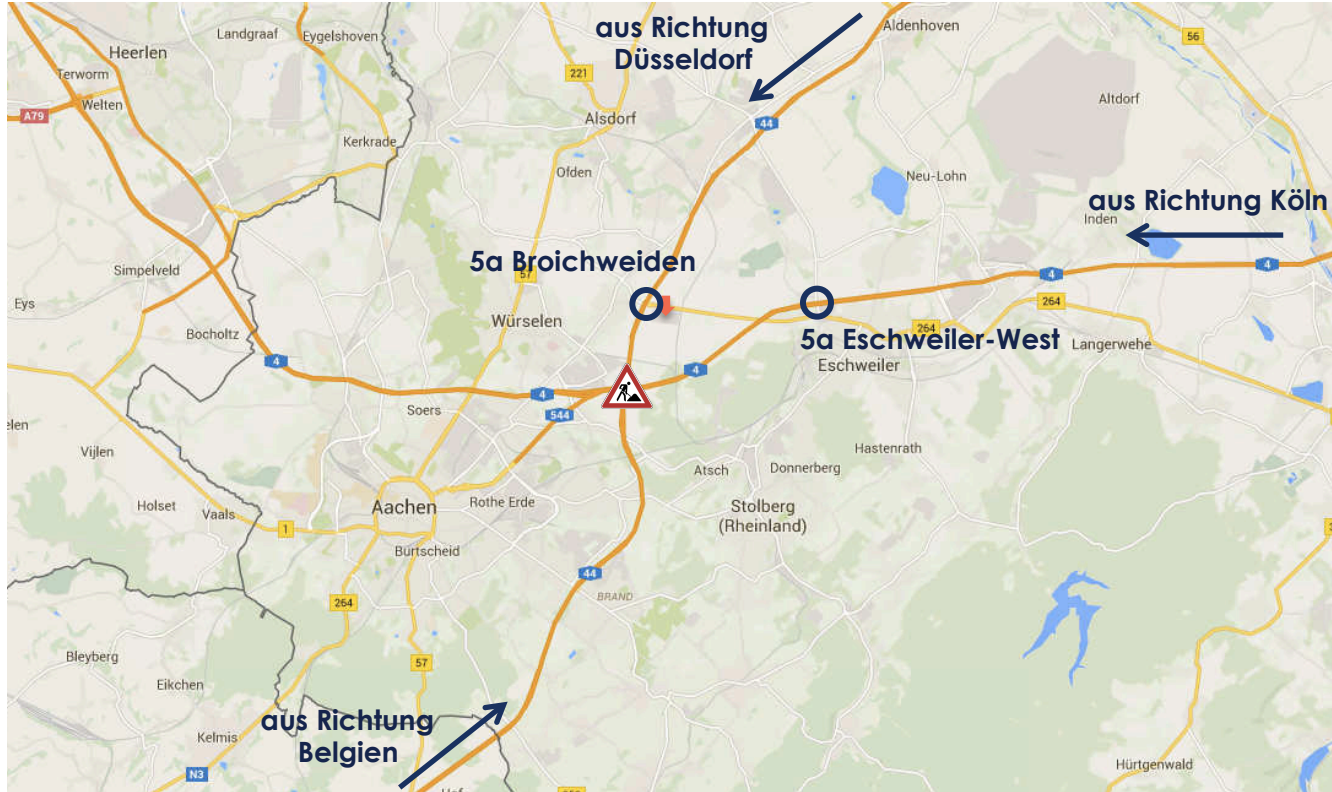 aus Richtung
Düsseldorf
Aldenhoven
56
Landgraaf
Eygelshoven
Heerlen
Terworm
Welten
A79
221
Alsdorf
44
Altdorf
Kerkrade
Ofden
Neu-Lohn
aus Richtung Köln
Inden
5a Broichweiden
57
Simpelveld
Eys
4
4
264
Bocholtz
Würselen
264
5a Eschweiler-West
Langerwehe
4
4
Eschweiler
4
544
Soers
Vijlen
Hastenrath
Atsch
Donnerberg
Holset
Vaals
Aachen
Rothe Erde
Stolberg
(Rheinland)
1
Burtscheid
44
BRAND
264
57
Bleyberg
Eikchen
aus Richtung
Belgien
Kelmis
N3
Hürtgenwald